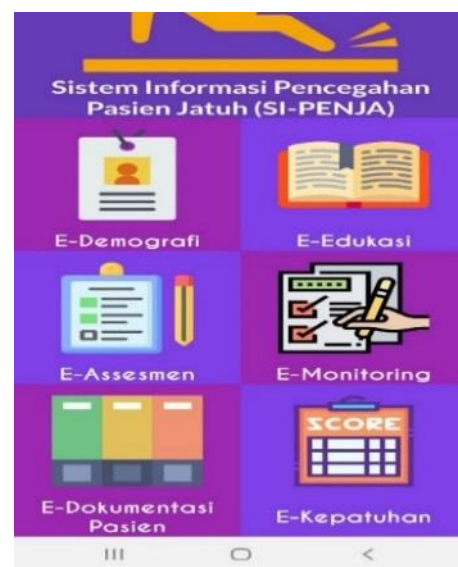 Sistem Informasi Pencegahan
Pasien Jatuh (SI-PENJA)
E-Demografi
E-Edukasi
E-Assesmen
E-Monitoring
SCORE
E-Dokumentasi
Pasien
E-Kepatuhan